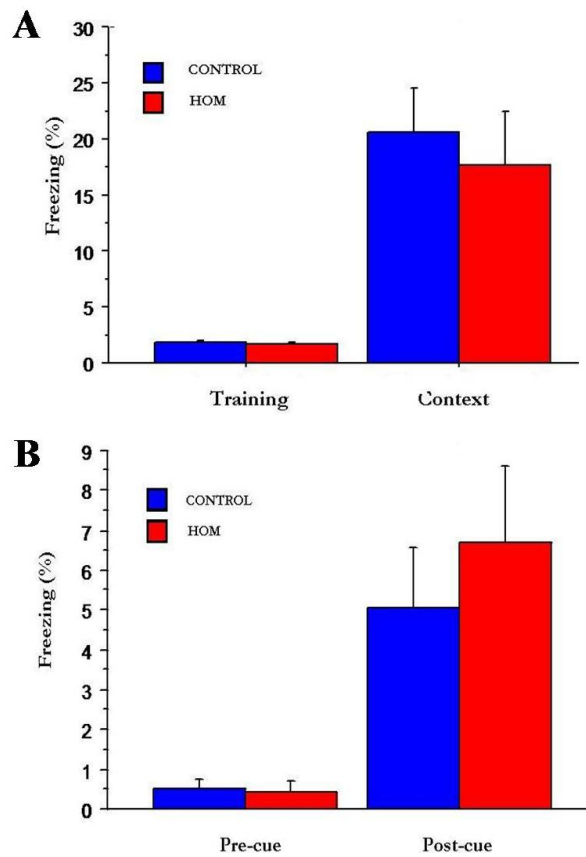 A
30
25
20
15
10
5
0
Freezing (%)
CONTROL
HOM
Training Context
B
9
8
7
6
5
4
3
2
1
0
Freezing (%)
CONTROL
HOM
Pre-cue Post-cue